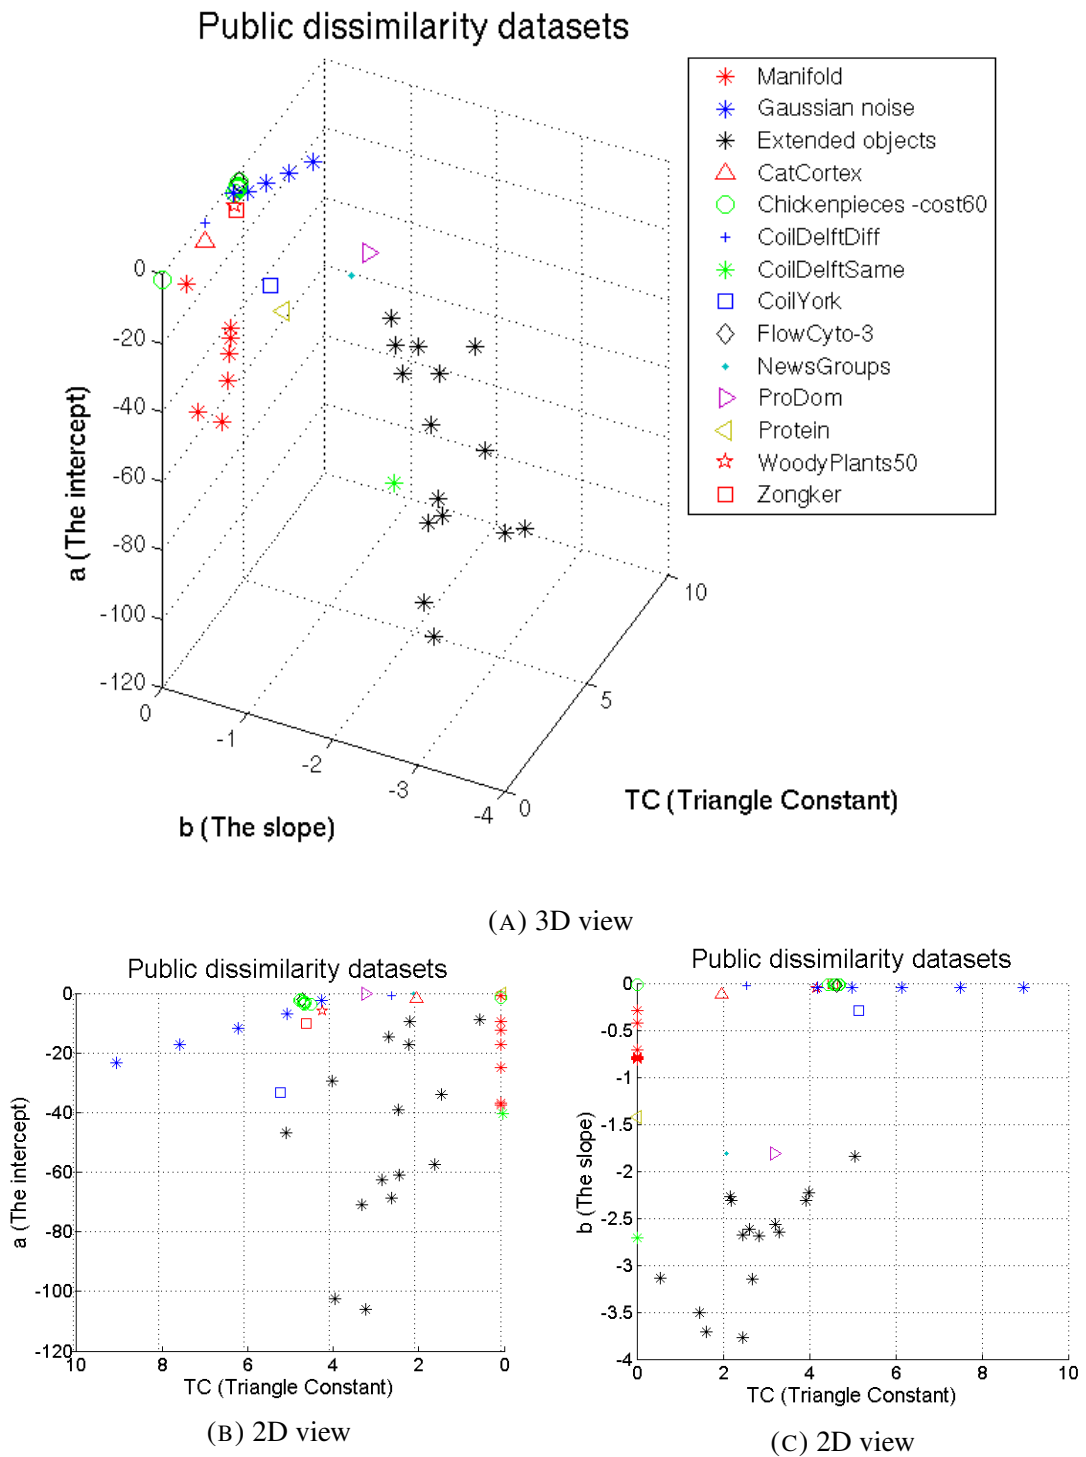 Public dissimilarity datasets
Manifold
Gaussian noise
Extended objects
CatCortex
Chickenpieces -cost60
CoilDelftDiff
CoilDelftSame
CoilYork
FlowCyto-3
NewsGroups
ProDom
Protein
WoodyPlants50
Zongker
0
-20
-40
-60
-80
-100
-120
a (The intercept)
0
-1
-2
-3
-4
b (The slope)
0
5
10
TC (Triangle Constant)
(A) 3D view
Public dissimilarity datasets
0
-20
-40
-60
-80
-100
-120
a (The intercept)
10 8 6 4 2 0
TC (Triangle Constant)
(B) 2D view
Public dissimilarity datasets
0
-0.5
-1
-1.5
-2
-2.5
-3
-3.5
-4
b (The slope)
0 2 4 6 8 10
TC (Triangle Constant)
(C) 2D view